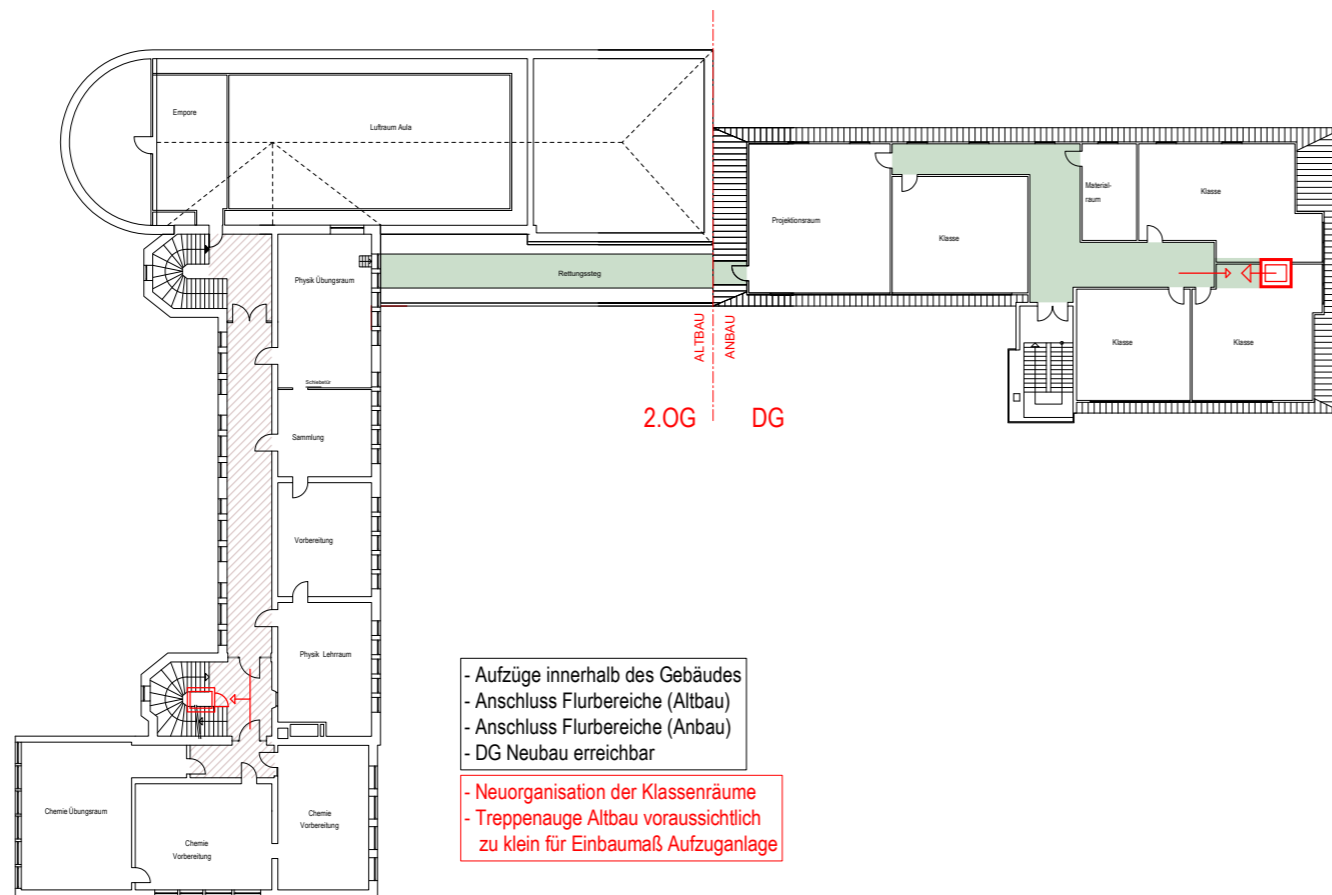 Empore
Luftraum Aula
Material-
raum
Klasse
Projektionsraum
Klasse
Physik Übungsraum
Rettungssteg
ALTBAU
ANBAU
Klasse
Klasse
Schiebetür
2.OG
DG
Sammlung
Vorbereitung
Physik Lehrraum
- Aufzüge innerhalb des Gebäudes
- Anschluss Flurbereiche (Altbau)
- Anschluss Flurbereiche (Anbau)
- DG Neubau erreichbar
- Neuorganisation der Klassenräume
- Treppenauge Altbau voraussichtlich
zu klein für Einbaumaß Aufzuganlage
Chemie Übungsraum
Chemie
Vorbereitung
Chemie
Vorbereitung